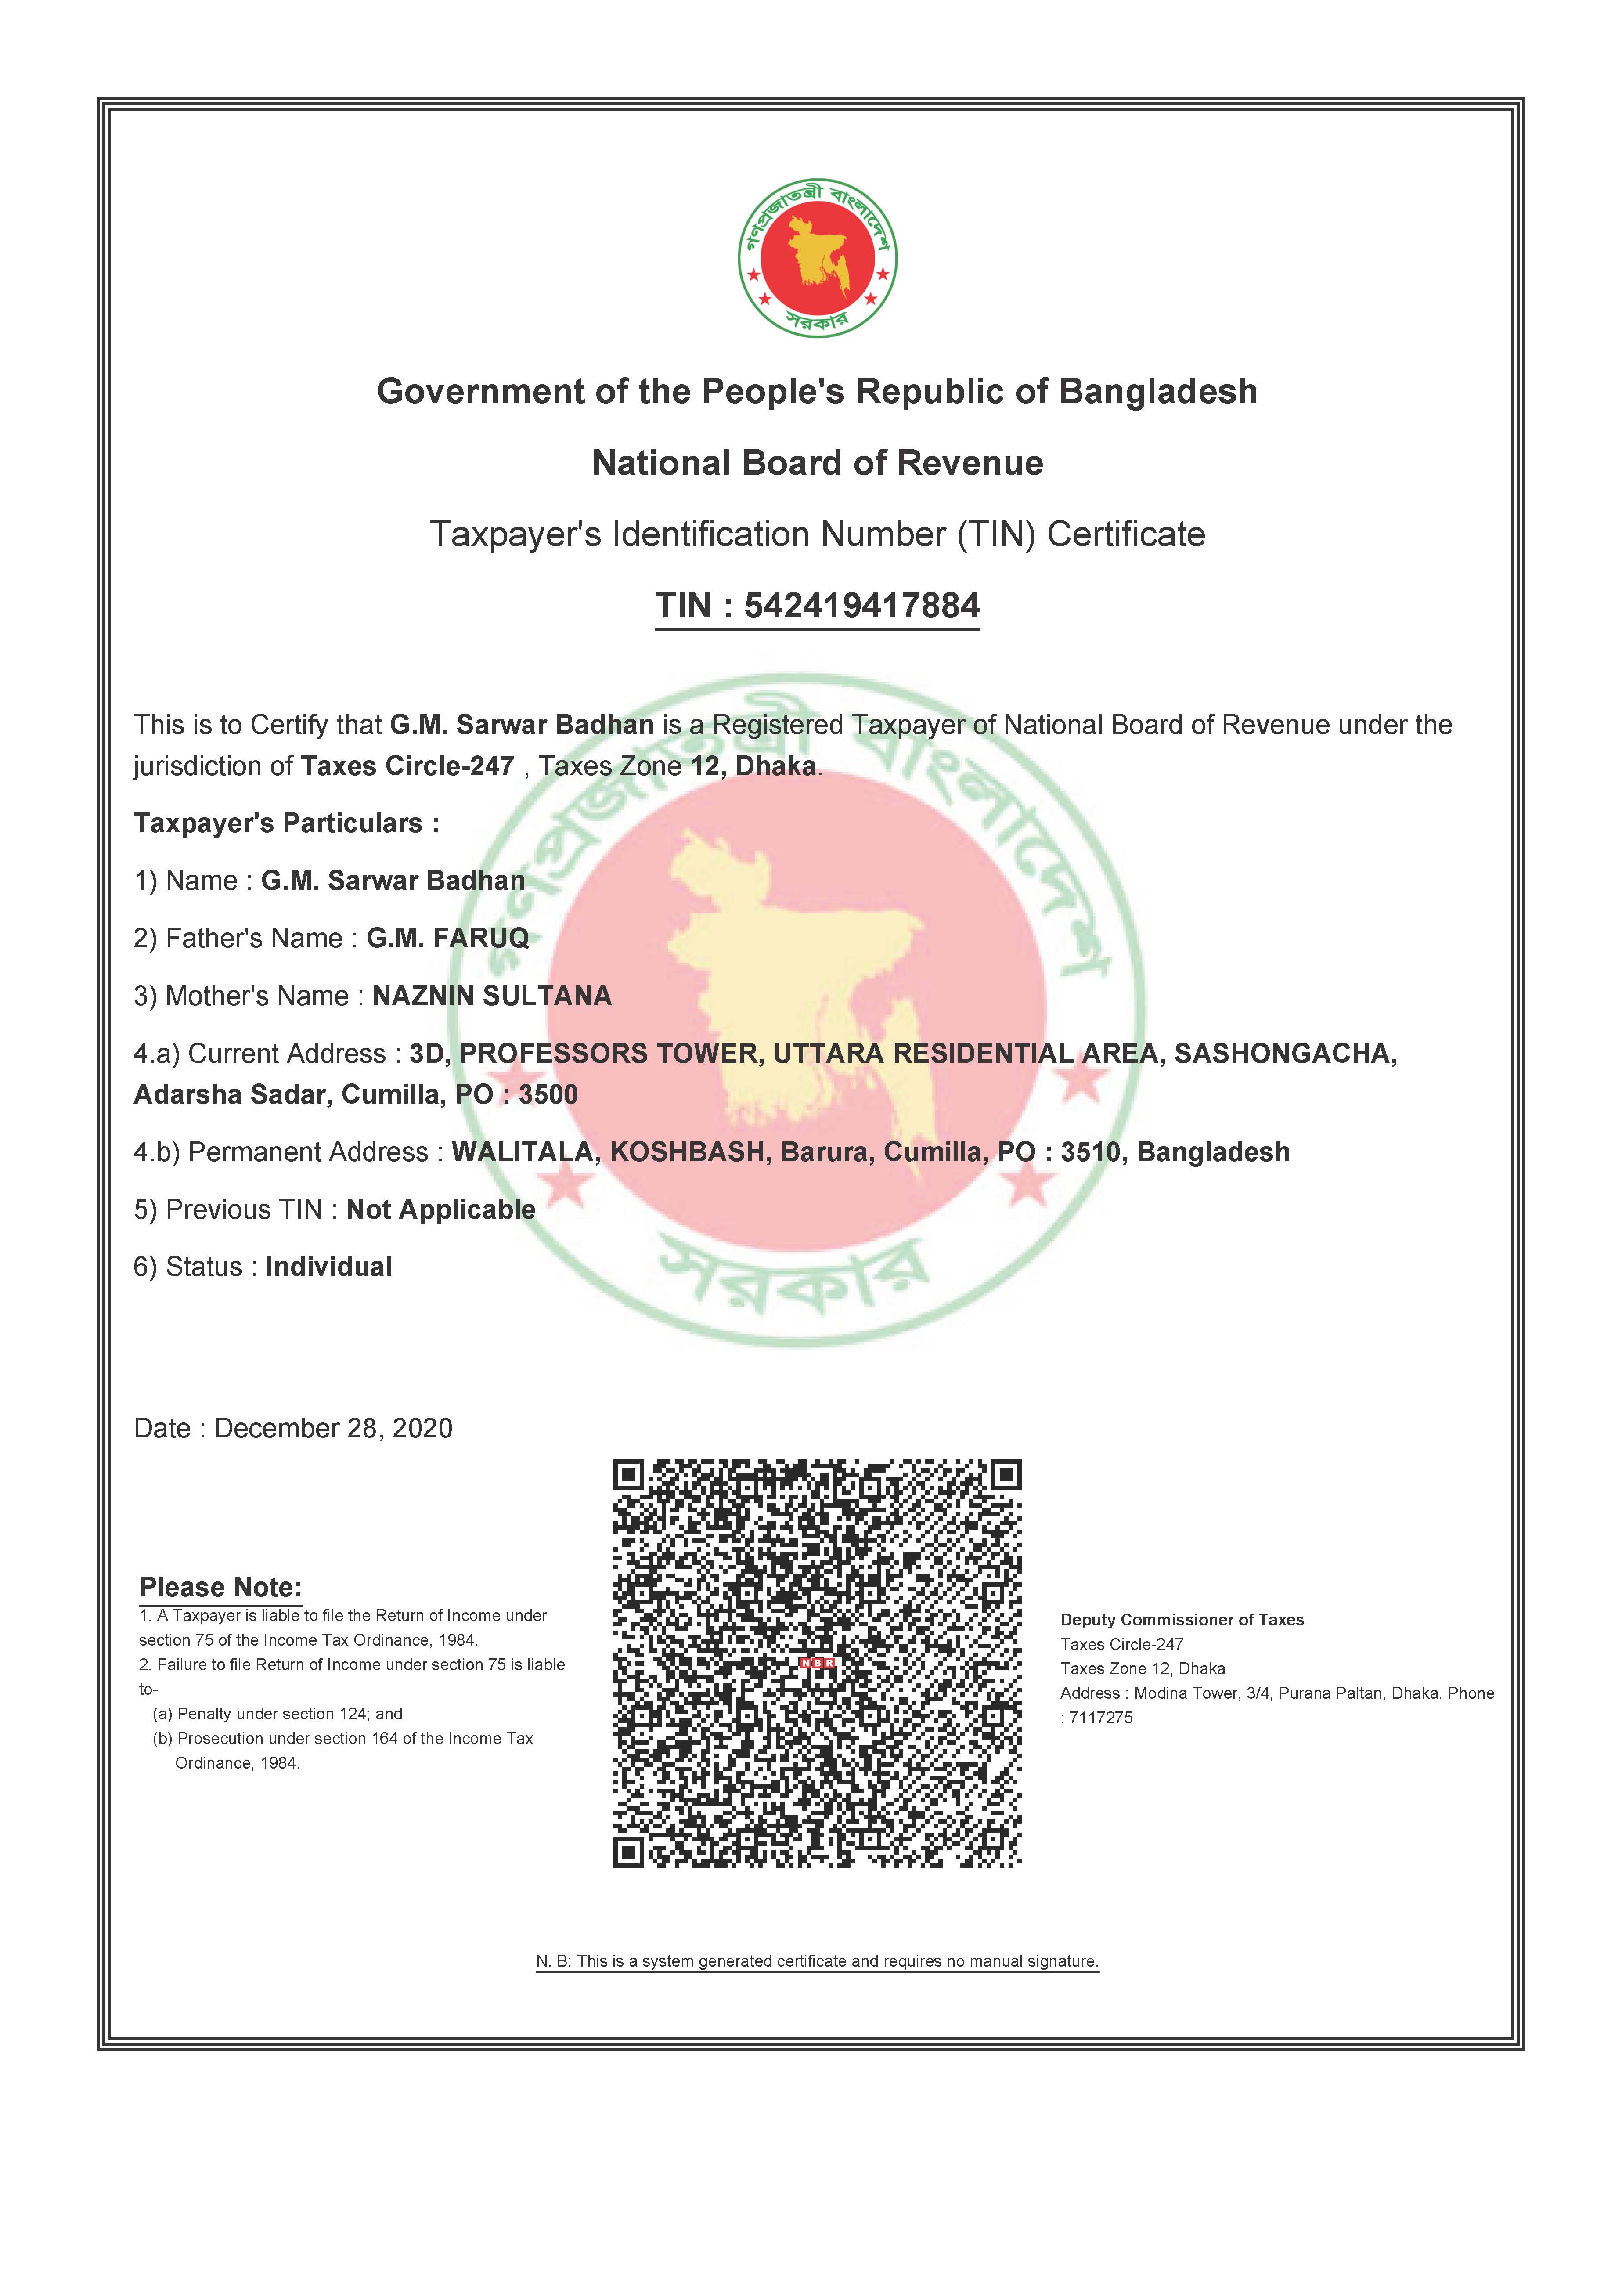 গণপ্রজাতন্ত্রী বাংলাদেশ
সরকার
Government of the People's Republic of Bangladesh
National Board of Revenue
Taxpayer's Identification Number (TIN) Certificate
TIN : 542419417884
গণপ্রজাতন্ত্রী বাংলাদেশ
This is to Certify that G.M. Sarwar Badhan is a Registered Taxpayer of National Board of Revenue under the
jurisdiction of Taxes Circle-247 , Taxes Zone 12, Dhaka.
Taxpayer's Particulars :
1) Name : G.M. Sarwar Badhan
2) Father's Name : G.M. FARUQ
3) Mother's Name : NAZNIN SULTANA
4.a) Current Address : 3D, PROFESSORS TOWER, UTTARA RESIDENTIAL AREA, SASHONGACHA,
Adarsha Sadar, Cumilla, PO : 3500
4.b) Permanent Address : WALITALA, KOSHBASH, Barura, Cumilla, PO : 3510, Bangladesh
5) Previous TIN : Not Applicable
6) Status : Individual
সরকার
Date : December 28, 2020
Please Note:
1. A Taxpayer is liable to file the Return of Income under
section 75 of the Income Tax Ordinance, 1984.
2. Failure to file Return of Income under section 75 is liable
to-
(a) Penalty under section 124; and
(b) Prosecution under section 164 of the Income Tax
Ordinance, 1984.
NBR
Deputy Commissioner of Taxes
Taxes Circle-247
Taxes Zone 12, Dhaka
Address : Modina Tower, 3/4, Purana Paltan, Dhaka. Phone
: 7117275
N. B: This is a system generated certificate and requires no manual signature.